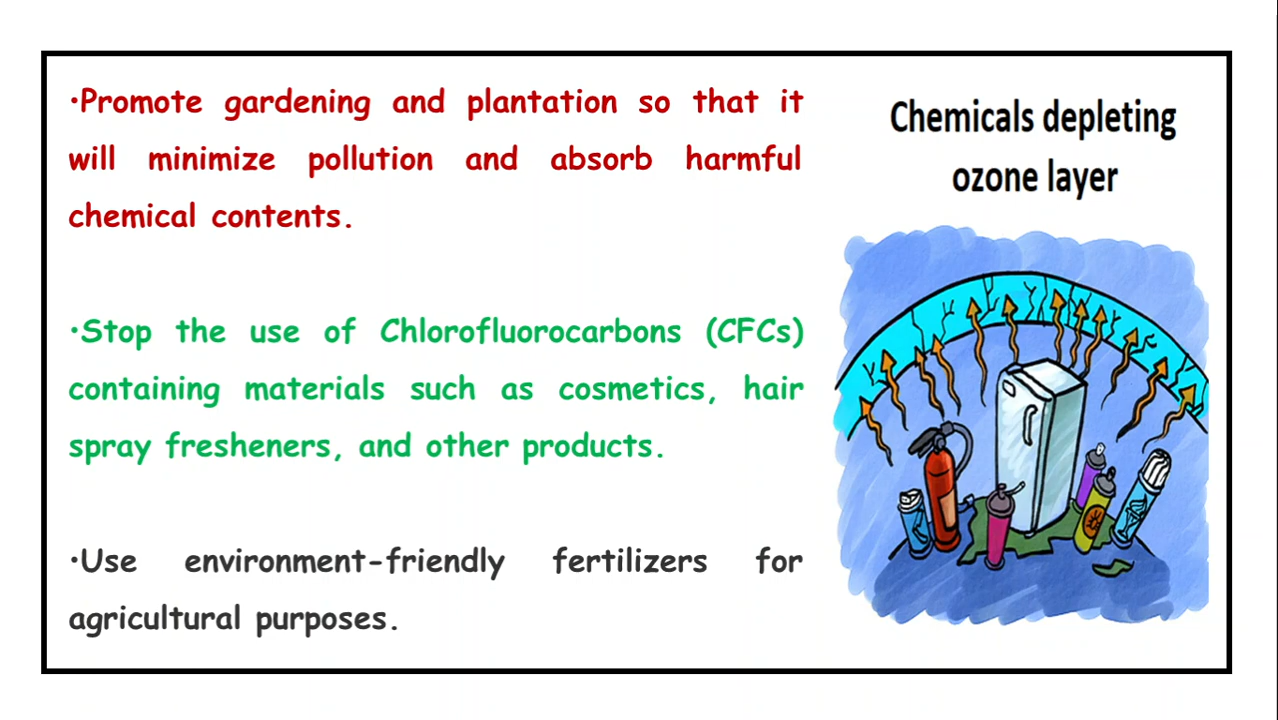 •Promote gardening and plantation so that it
will minimize pollution and absorb harmful
chemical contents.
•Stop the use of Chlorofluorocarbons (CFCs)
containing materials such as cosmetics, hair
spray fresheners, and other products.
•Use environment-friendly fertilizers for
agricultural purposes.
Chemicals depleting
ozone layer